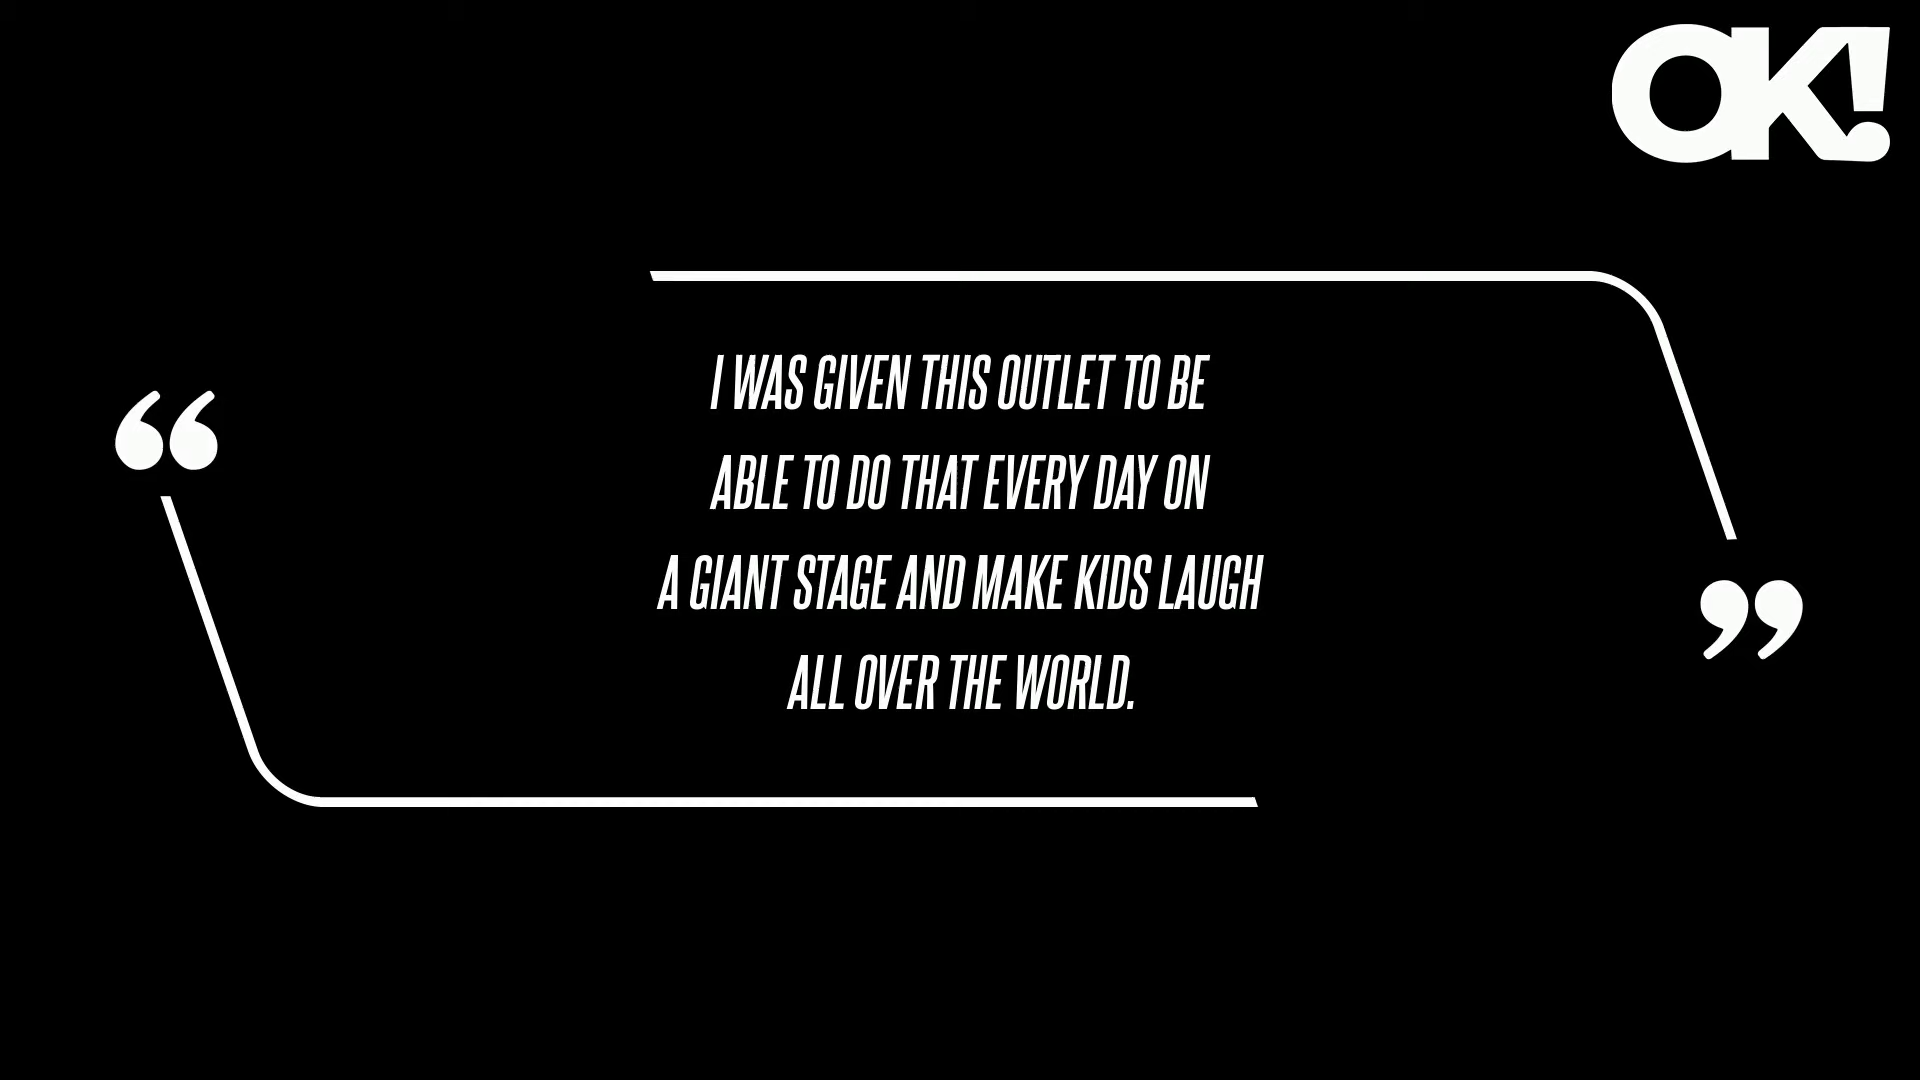 OK!
“
I WAS GIVEN THIS OUTLET TO BE
ABLE TO DO THAT EVERY DAY ON
A GIANT STAGE AND MAKE KIDS LAUGH
ALL OVER THE WORLD.
”